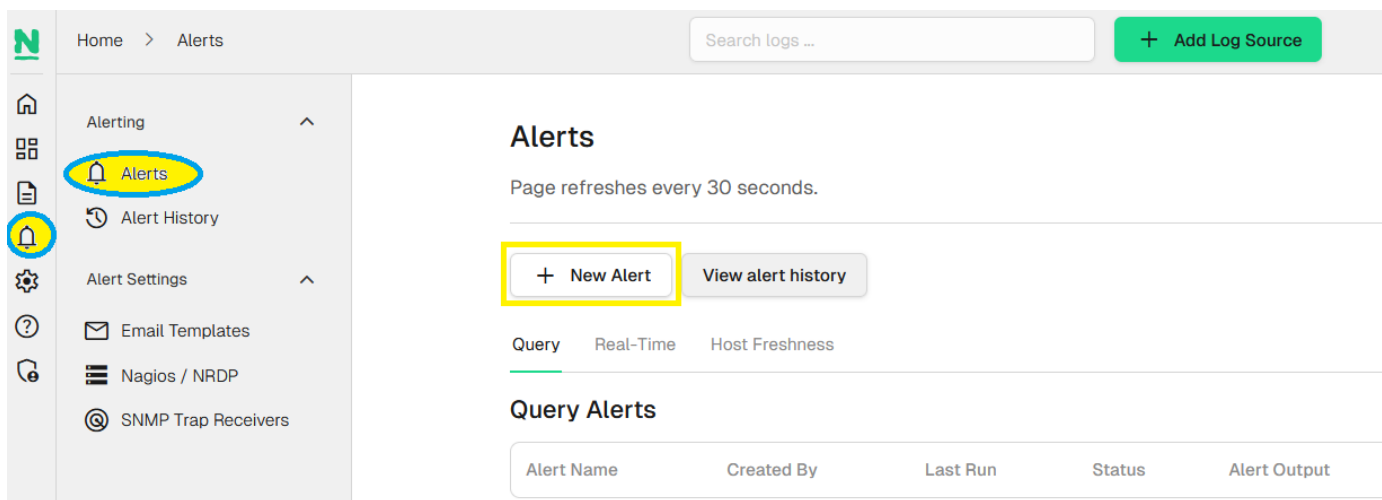 N
Home > Alerts
Search logs ...
+ Add Log Source
Alerting
Alerts
Alert History
Alert Settings
Email Templates
Nagios / NRDP
SNMP Trap Receivers
Alerts
Page refreshes every 30 seconds.
+ New Alert
View alert history
Query Real-Time Host Freshness
Query Alerts
Alert Name Created By Last Run Status Alert Output